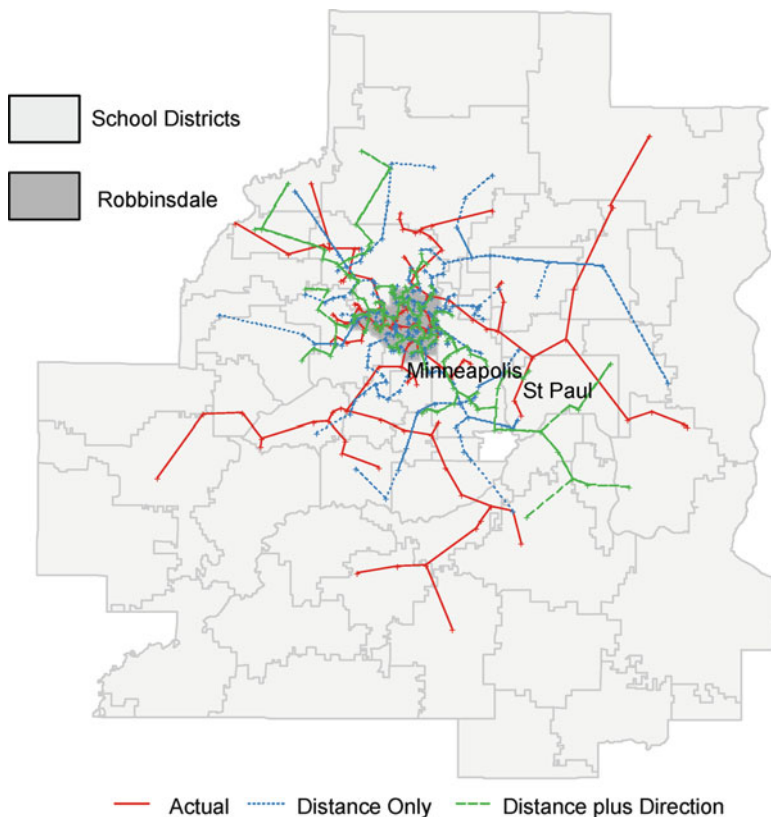 School Districts
Robbinsdale
Minneapolis
St Paul
Actual
Distance Only
Distance plus Direction